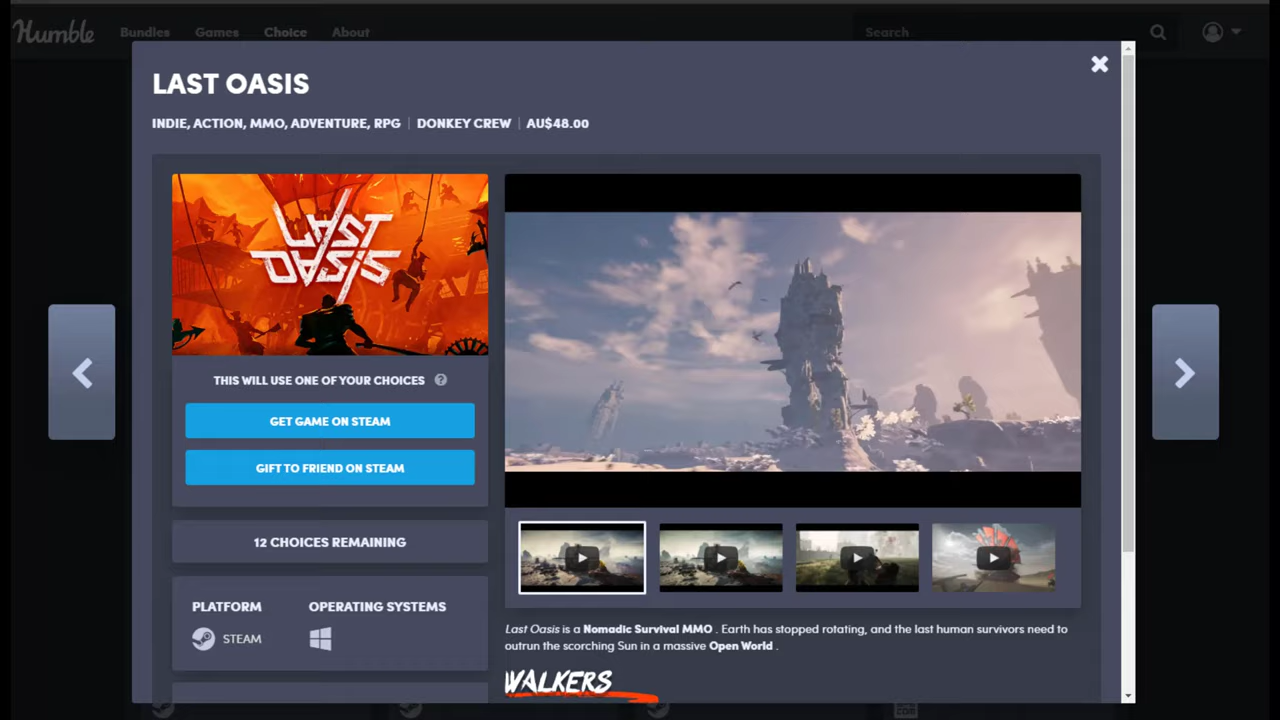 Humble
Bundles
Games
Choice
About
Search
LAST OASIS
INDIE, ACTION, MMO, ADVENTURE, RPG | DONKEY CREW | AU$48.00
LAST
OASIS
THIS WILL USE ONE OF YOUR CHOICES ?
GET GAME ON STEAM
GIFT TO FRIEND ON STEAM
12 CHOICES REMAINING
PLATFORM
OPERATING SYSTEMS
STEAM
Last Oasis is a Nomadic Survival MMO . Earth has stopped rotating, and the last human survivors need to
outrun the scorching Sun in a massive Open World .
WALKERS